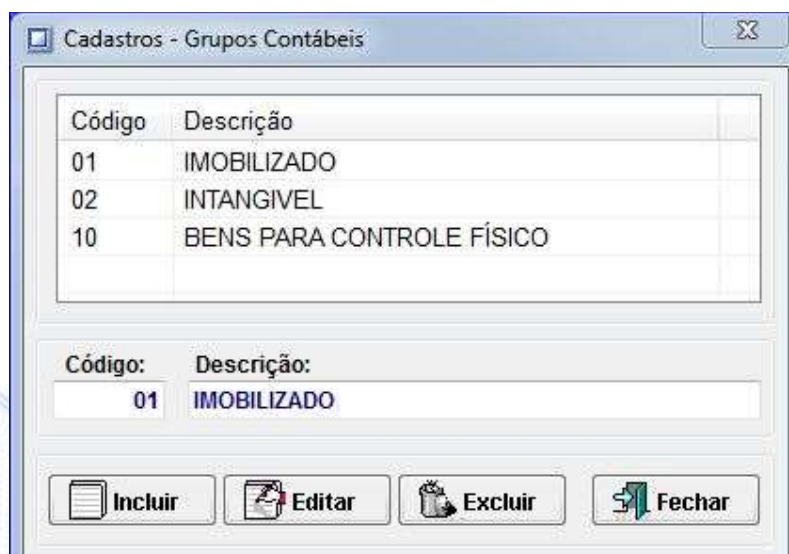 Cadastros - Grupos Contábeis
Código Descrição
01 IMOBILIZADO
02 INTANGIVEL
10 BENS PARA CONTROLE FÍSICO
Código: Descrição:
01 IMOBILIZADO
Incluir Editar Excluir Fechar